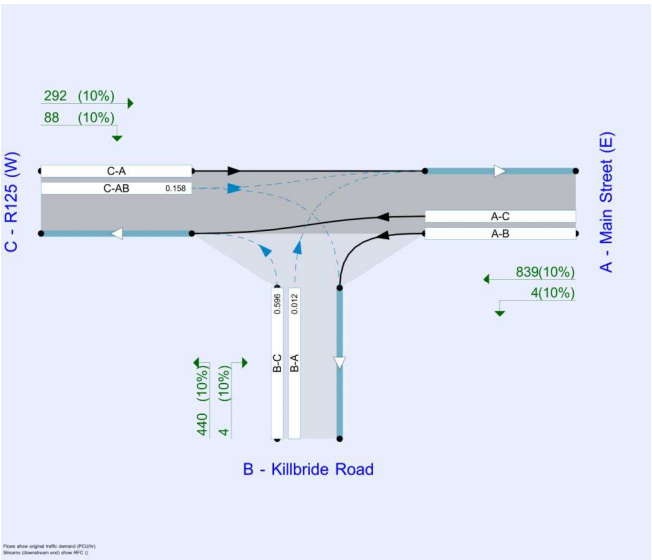 292 (10%)
88 (10%)
C-A
C-AB 0.158
C - R125 (W)
A - Main Street (E)
A-C
A-B
839(10%)
4(10%)
0.596
0.012
B-C
B-A
440 (10%)
4 (10%)
B - Killbride Road
Flows show original traffic demand (PCU/hr)
Streams (downstream end) show RFC ()